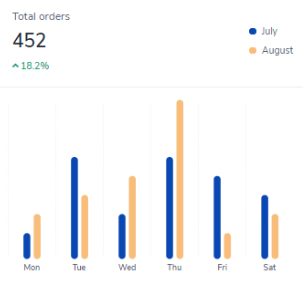 Total orders
452
July
August
18.2%
Mon Tue Wed Thu Fri Sat